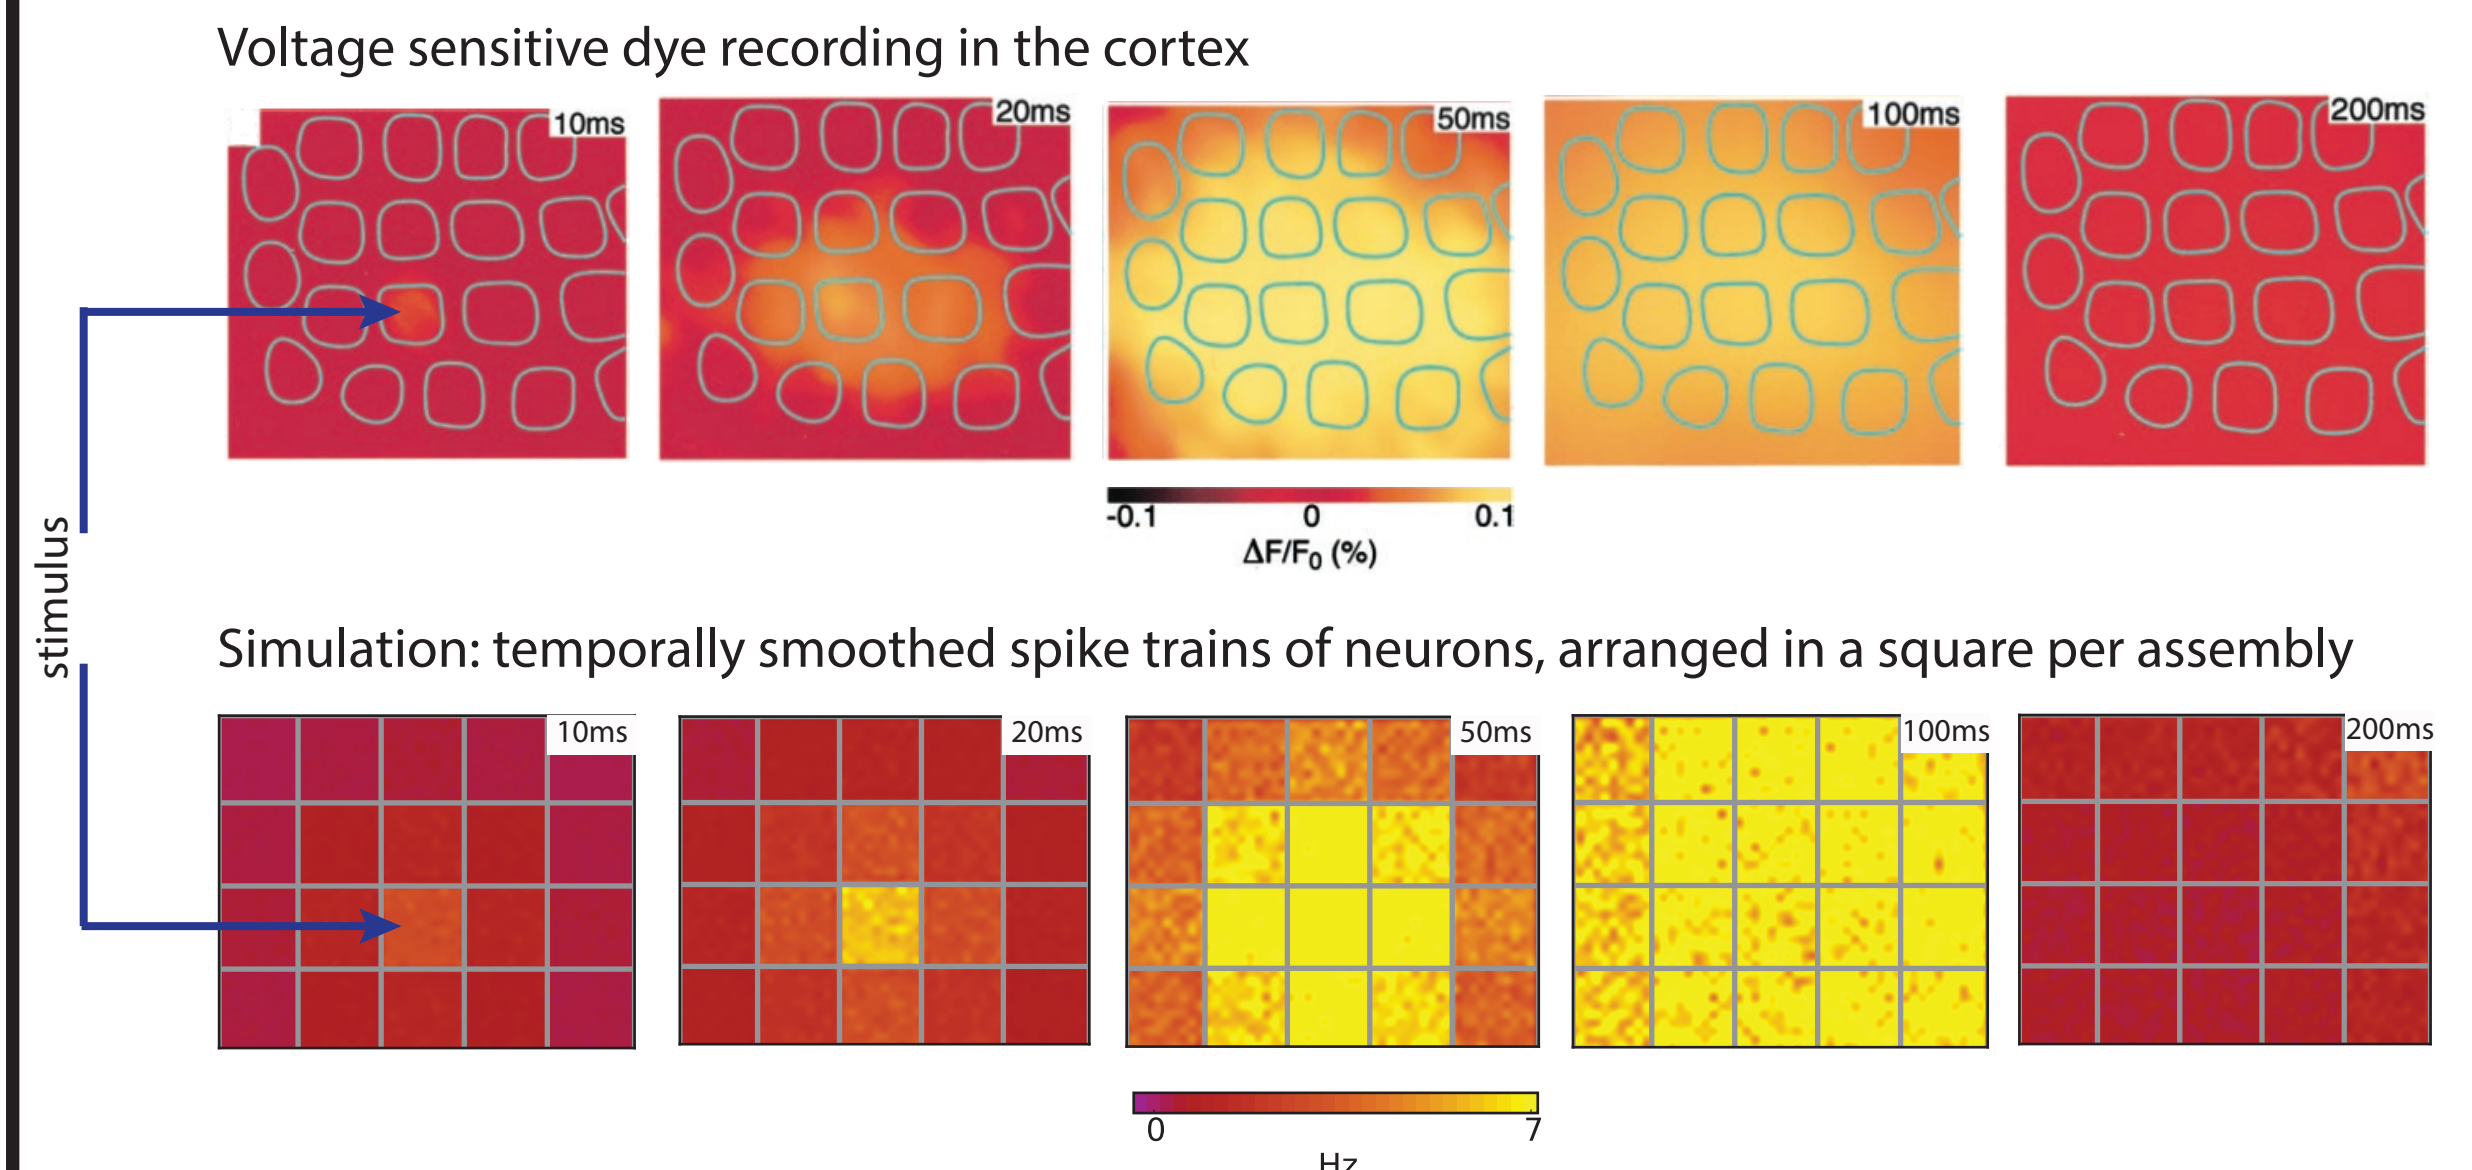 Voltage sensitive dye recording in the cortex
10ms
20ms
50ms
100ms
200ms
-0.1 0 0.1
ΔF/F₀ (%)
stimulus
Simulation: temporally smoothed spike trains of neurons, arranged in a square per assembly
10ms
20ms
50ms
100ms
200ms
0 7
Hz